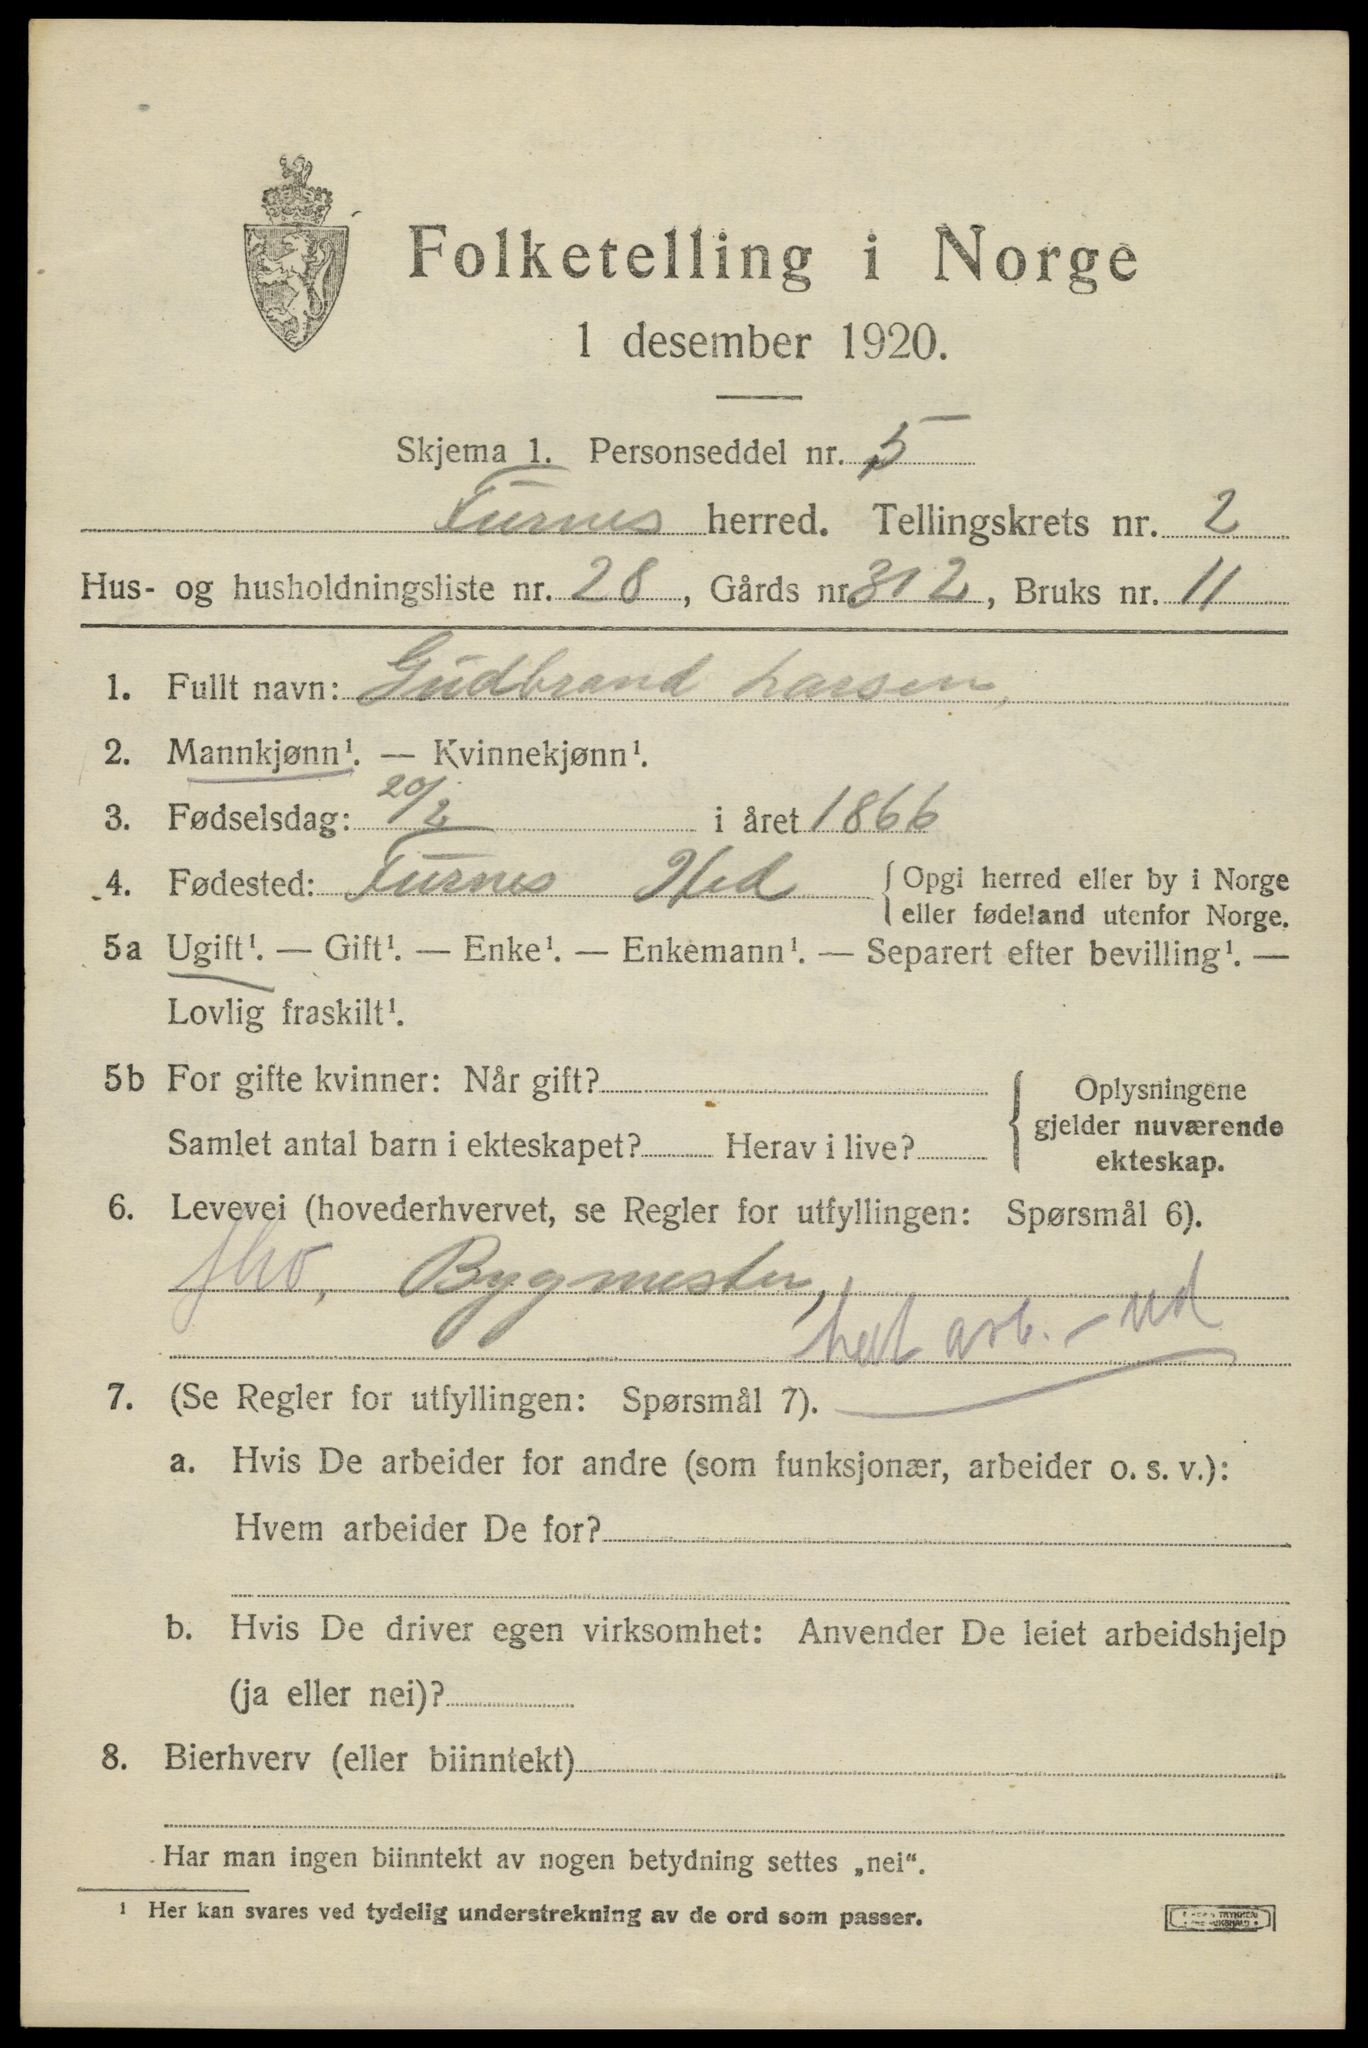 Folketelling i Norge
1 desember 1920.
Skjema 1. Personseddel nr. 5
Furnes herred. Tellingskrets nr. 2
Hus- og husholdningsliste nr. 28, Gårds nr. 312, Bruks nr. 11
1. Fullt navn: Gudbrand Larsen,
2. Mannkjønn¹. — Kvinnekjønn¹.
3. Fødselsdag: 20/2 i året 1866
4. Fødested: Furnes Hed {Opgi herred eller by i Norge
eller fødeland utenfor Norge.
5a Ugift¹. — Gift¹. — Enke¹. — Enkemann¹. — Separert efter bevilling¹. —
Lovlig fraskilt¹.
5b For gifte kvinner: Når gift?
Samlet antal barn i ekteskapet? Herav i live?
{ Oplysningene
gjelder nuværende
ekteskap.
6. Levevei (hovederhvervet, se Regler for utfyllingen: Spørsmål 6).
Bygmester,
arb. -
7. (Se Regler for utfyllingen: Spørsmål 7).
a. Hvis De arbeider for andre (som funksjonær, arbeider o. s. v.):
Hvem arbeider De for?
b. Hvis De driver egen virksomhet: Anvender De leiet arbeidshjelp
(ja eller nei)?
8. Bierhverv (eller biinntekt)
Har man ingen biinntekt av nogen betydning settes „nei“.
¹ Her kan svares ved tydelig understrekning av de ord som passer.